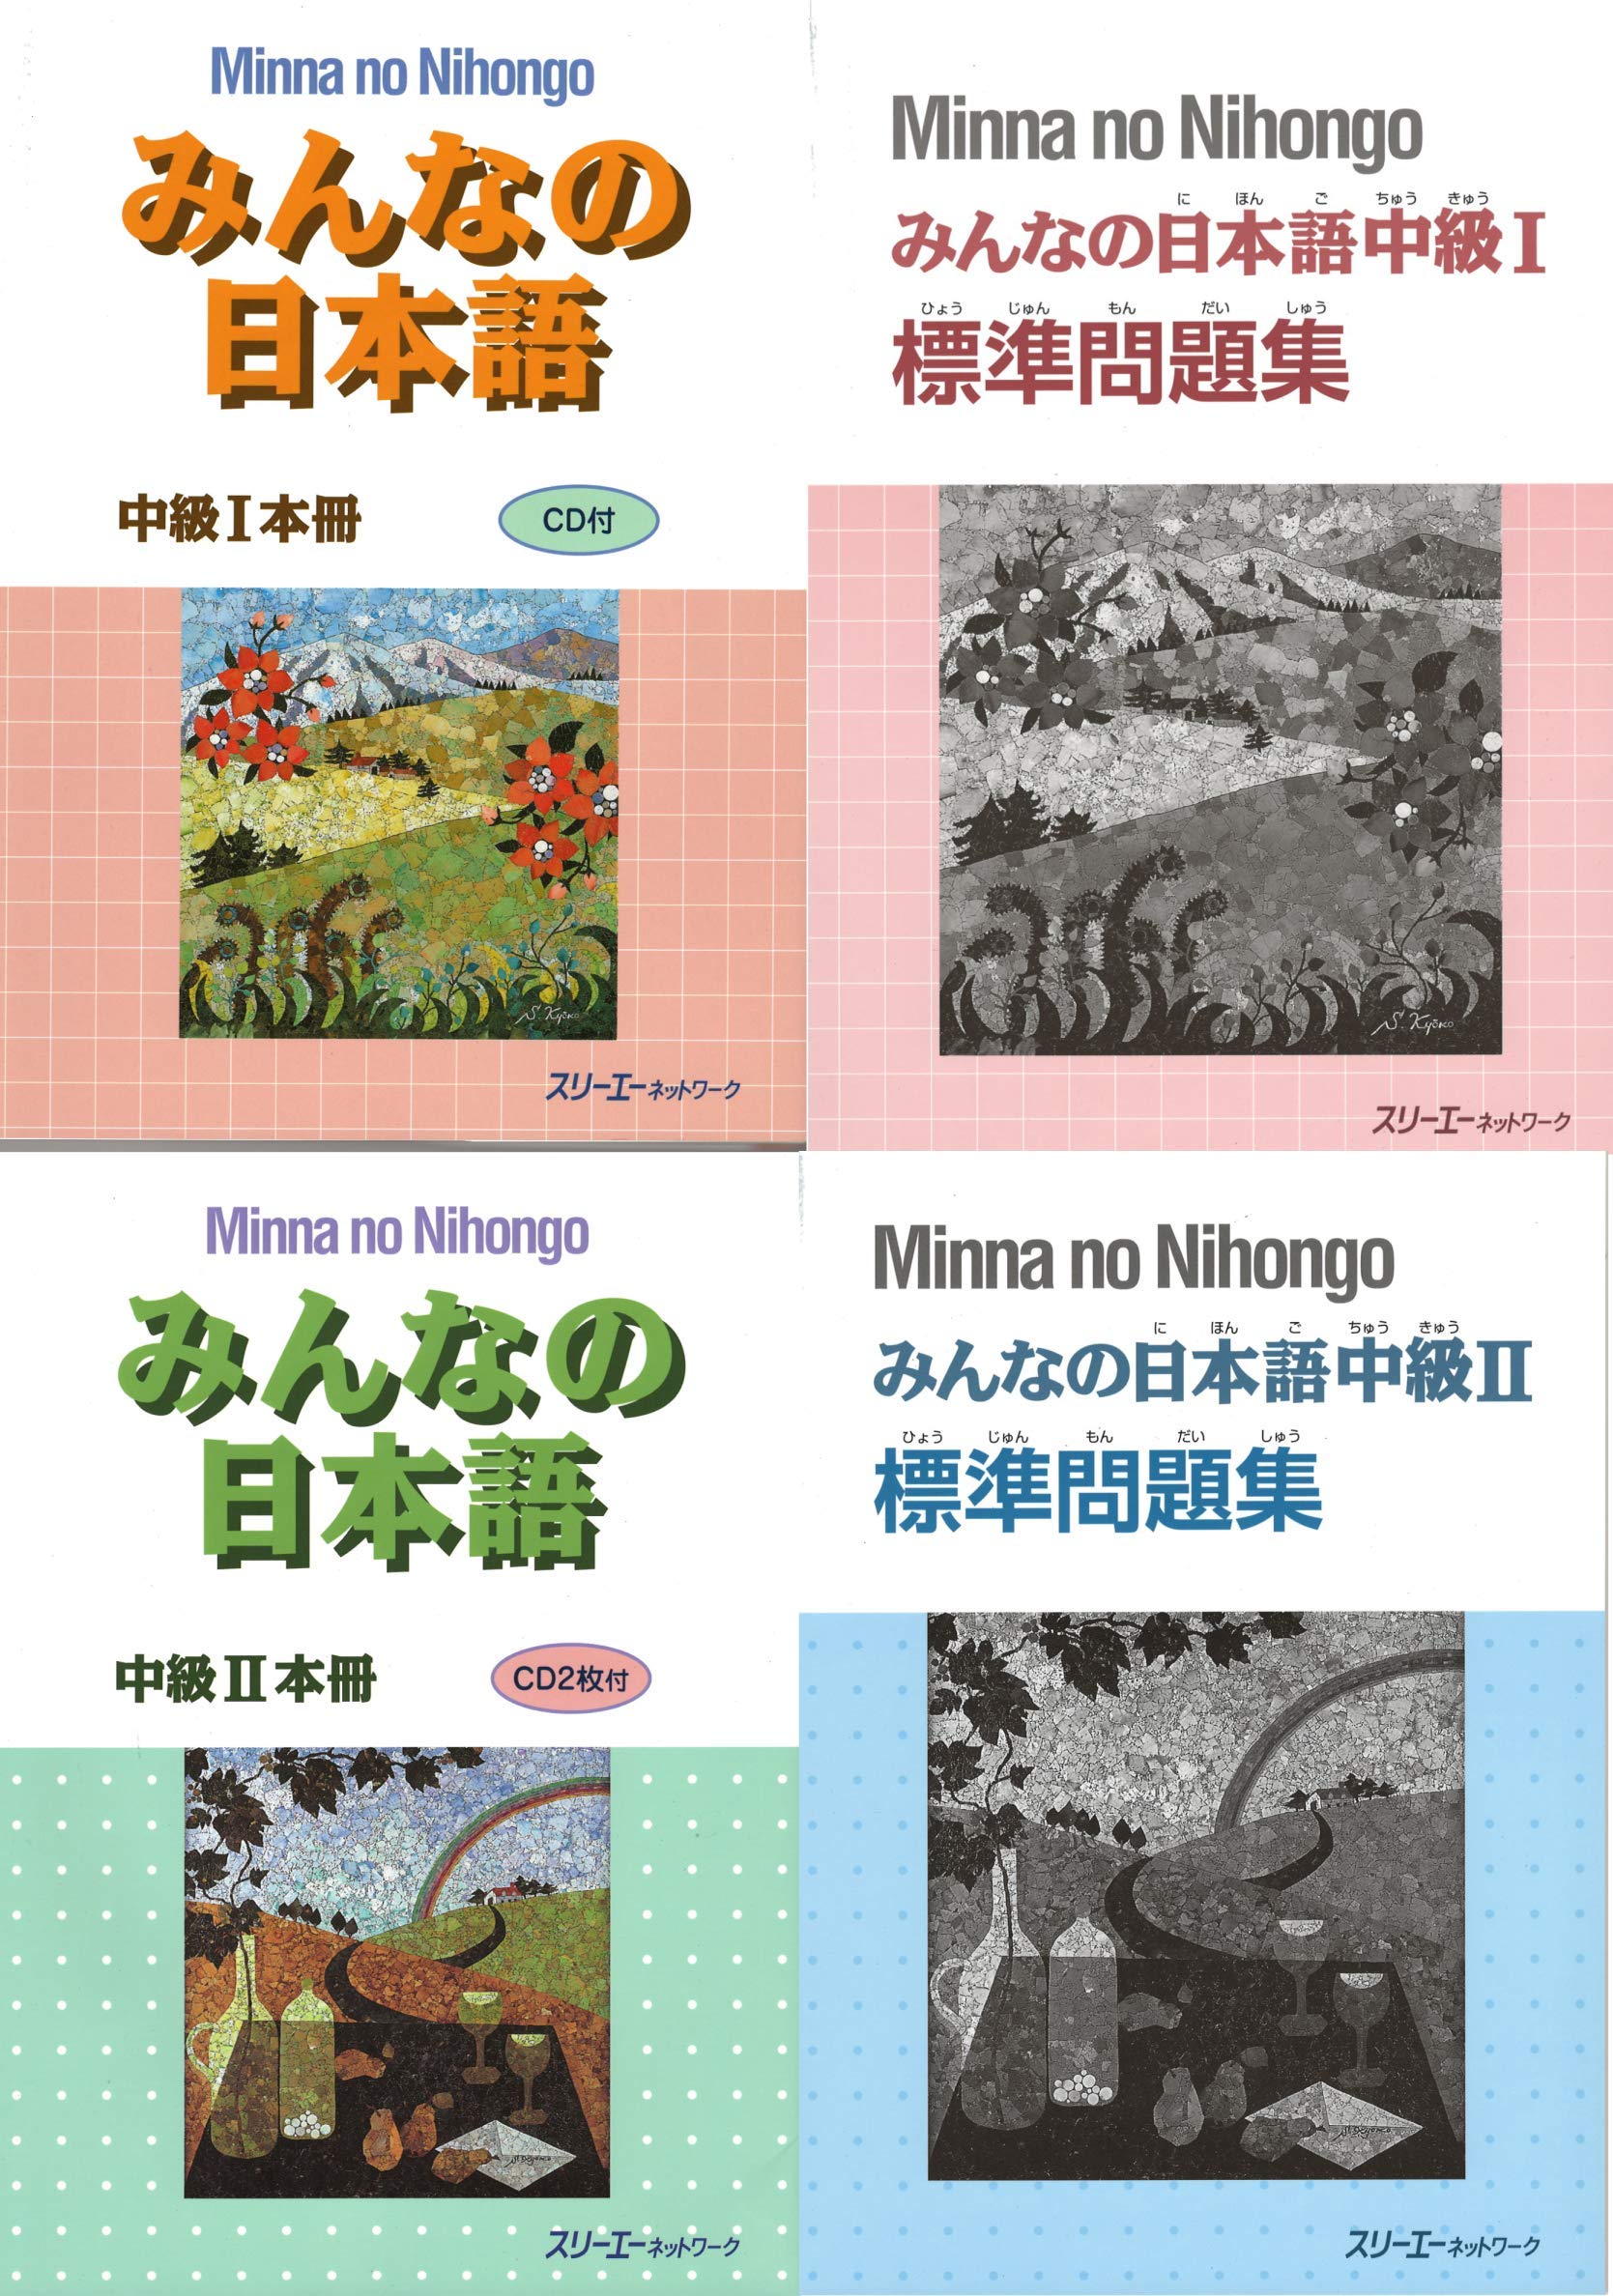 Minna no Nihongo
みんなの
日本語
中級Ⅰ本冊
CD付
S. Kyōko
スリーエーネットワーク
Minna no Nihongo
に ほん ご ちゅう きゅう
みんなの日本語中級Ⅰ
ひょう じゅん もん だい しゅう
標準問題集
S. Kyōko
スリーエーネットワーク
Minna no Nihongo
みんなの
日本語
中級Ⅱ本冊
CD2枚付
スリーエーネットワーク
Minna no Nihongo
に ほん ご ちゅう きゅう
みんなの日本語中級Ⅱ
ひょう じゅん もん だい しゅう
標準問題集
スリーエーネットワーク